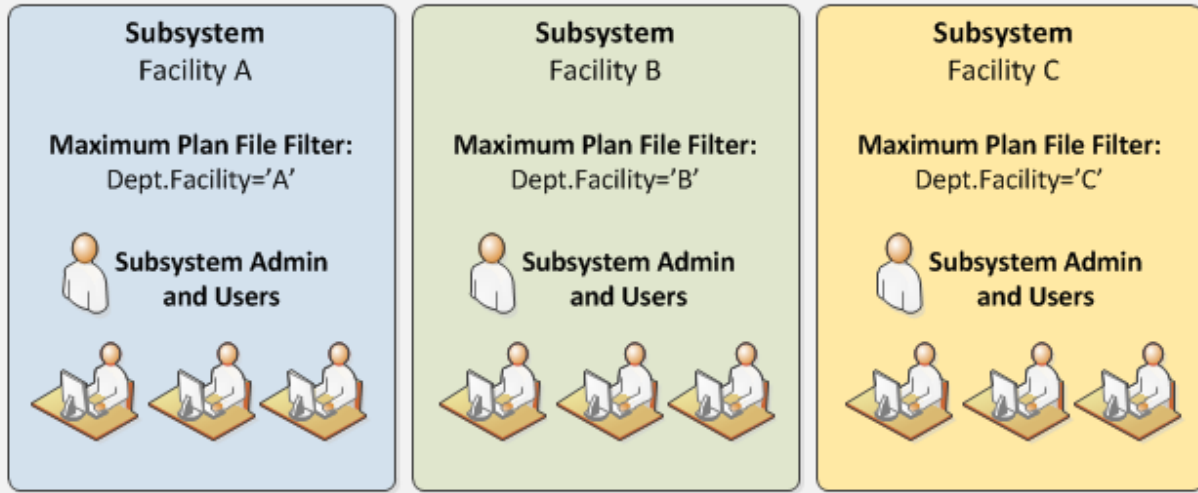 Subsystem
Facility A
Maximum Plan File Filter:
Dept.Facility=’A’
Subsystem Admin
and Users
Subsystem
Facility B
Maximum Plan File Filter:
Dept.Facility=’B’
Subsystem Admin
and Users
Subsystem
Facility C
Maximum Plan File Filter:
Dept.Facility=’C’
Subsystem Admin
and Users